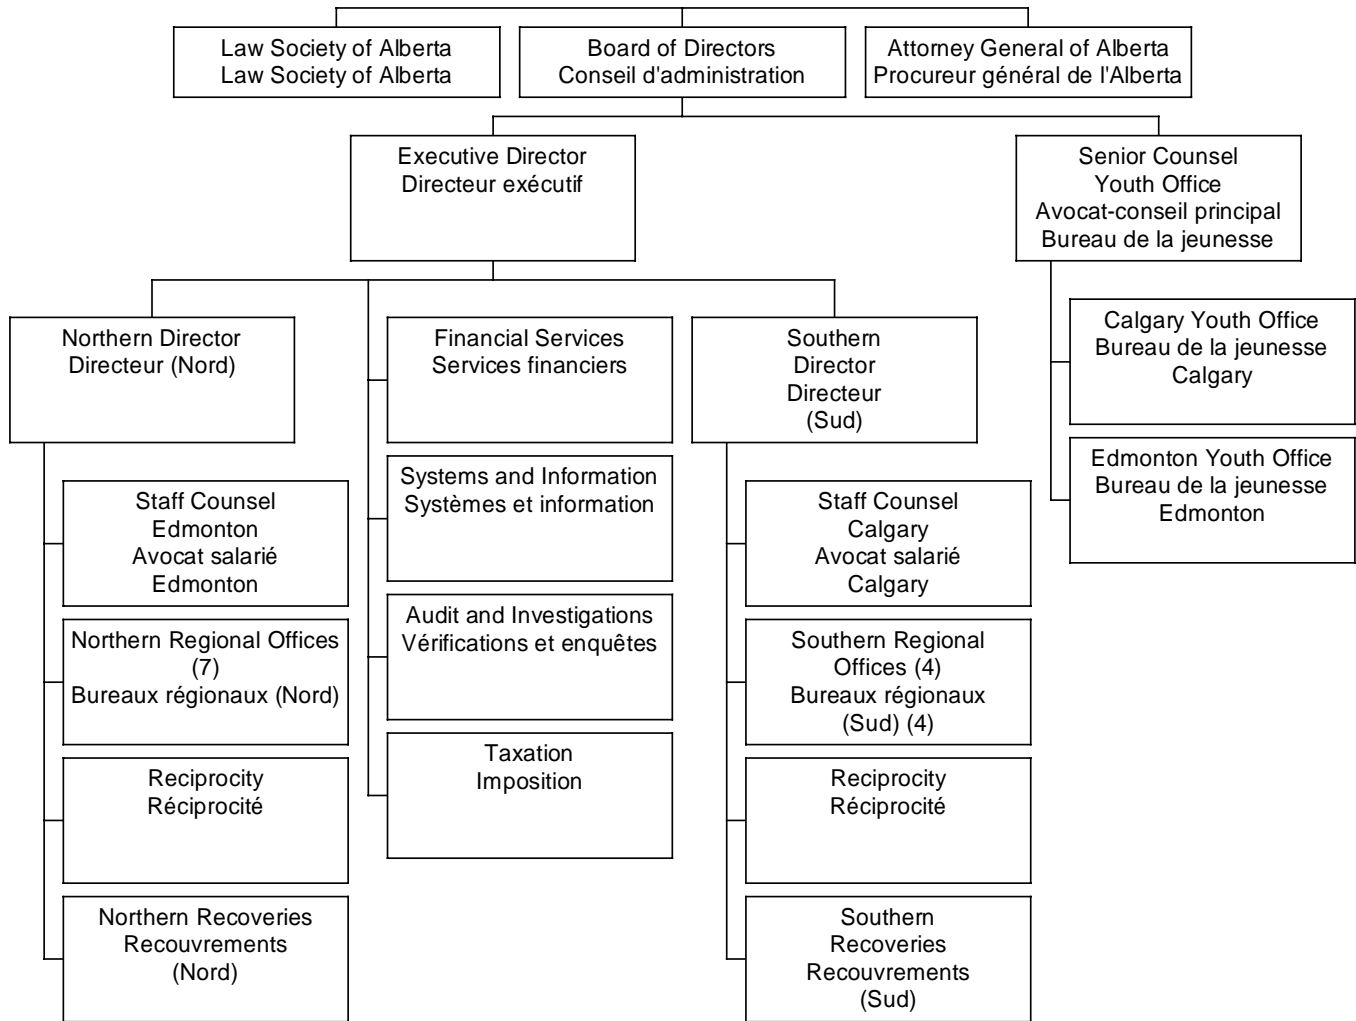 Law Society of Alberta
Law Society of Alberta
Board of Directors
Conseil d'administration
Attorney General of Alberta
Procureur général de l'Alberta
Executive Director
Directeur exécutif
Senior Counsel
Youth Office
Avocat-conseil principal
Bureau de la jeunesse
Northern Director
Directeur (Nord)
Financial Services
Services financiers
Southern
Director
Directeur
(Sud)
Calgary Youth Office
Bureau de la jeunesse
Calgary
Edmonton Youth Office
Bureau de la jeunesse
Edmonton
Staff Counsel
Edmonton
Avocat salarié
Edmonton
Systems and Information
Systèmes et information
Staff Counsel
Calgary
Avocat salarié
Calgary
Northern Regional Offices
(7)
Bureaux régionaux (Nord)
Audit and Investigations
Vérifications et enquêtes
Southern Regional
Offices (4)
Bureaux régionaux
(Sud) (4)
Reciprocity
Réciprocité
Taxation
Imposition
Reciprocity
Réciprocité
Northern Recoveries
Recouvrements
(Nord)
Southern
Recoveries
Recouvrements
(Sud)